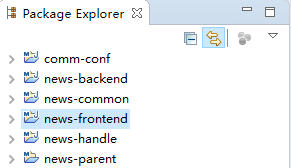 Package Explorer
comm-conf
news-backend
news-common
news-frontend
news-handle
news-parent